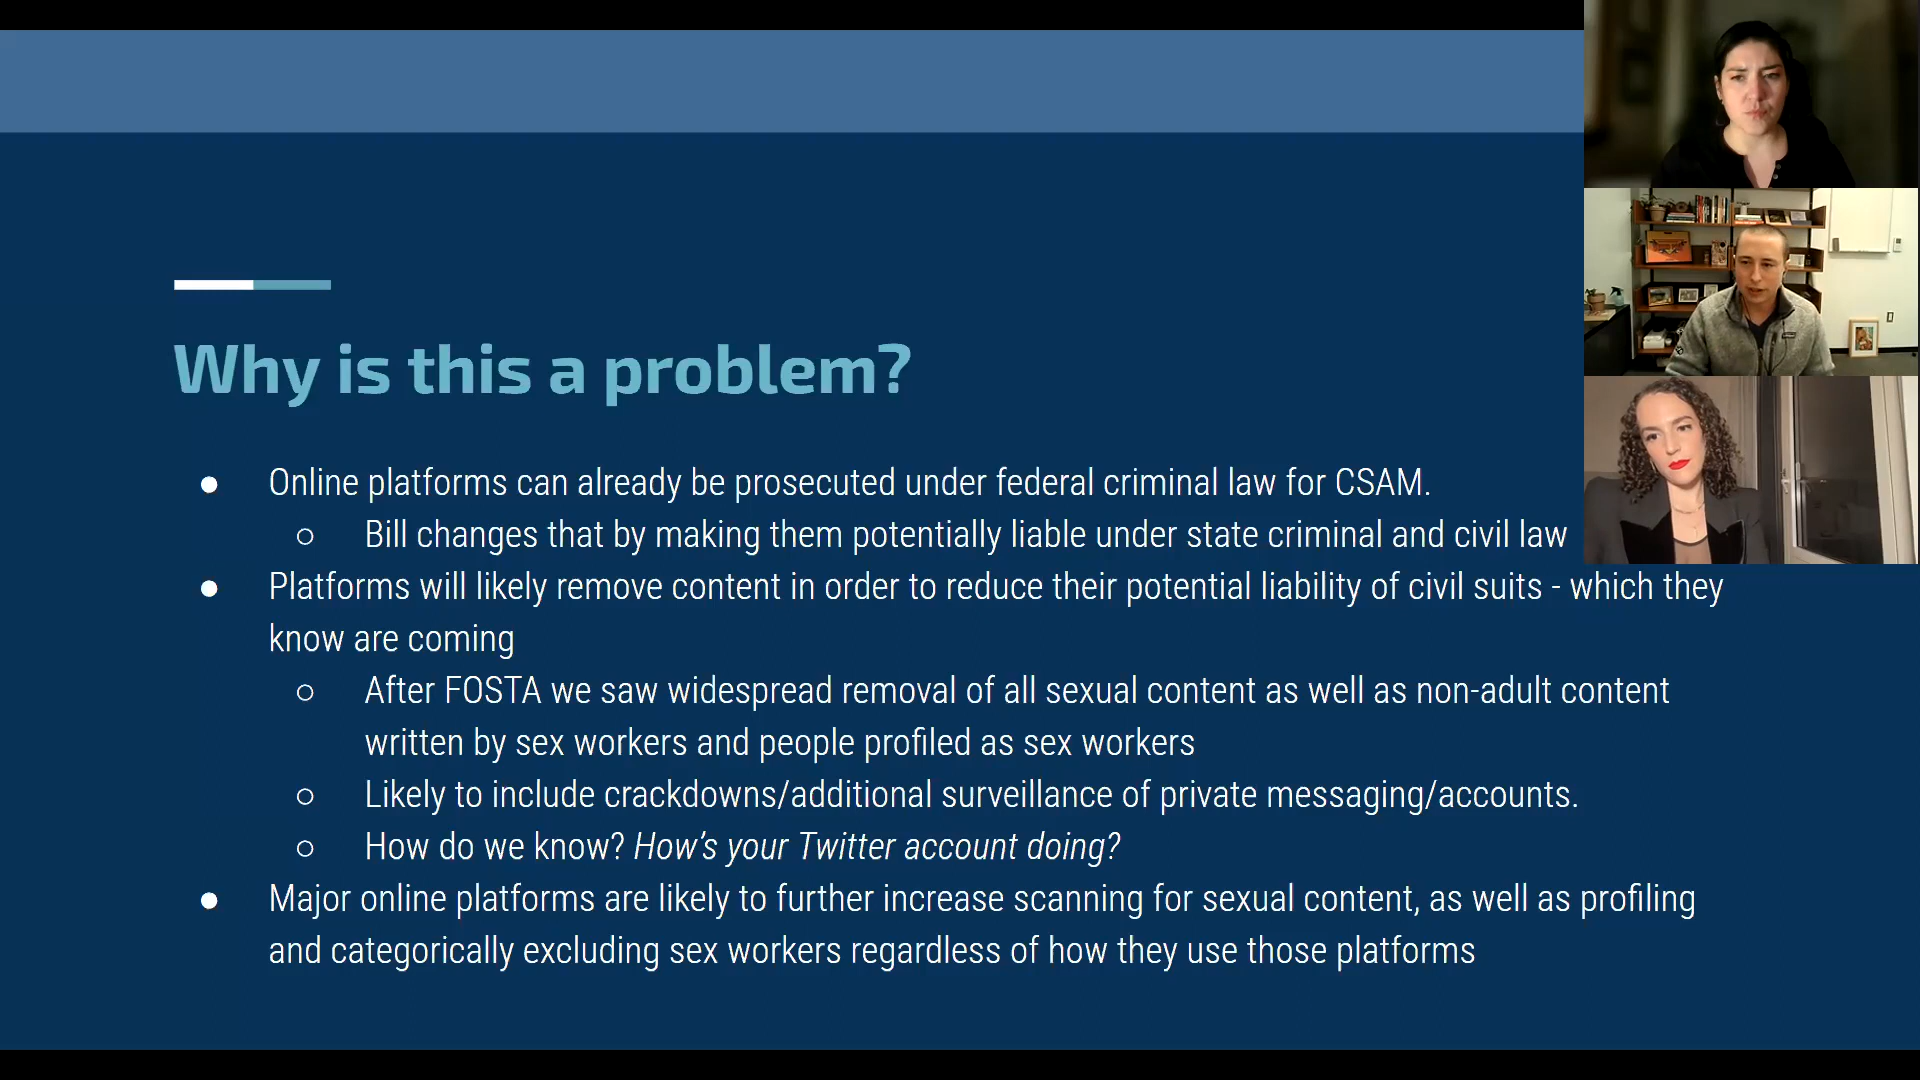 Why is this a problem?
● Online platforms can already be prosecuted under federal criminal law for CSAM.
○ Bill changes that by making them potentially liable under state criminal and civil law
● Platforms will likely remove content in order to reduce their potential liability of civil suits - which they
know are coming
○ After FOSTA we saw widespread removal of all sexual content as well as non-adult content
written by sex workers and people profiled as sex workers
○ Likely to include crackdowns/additional surveillance of private messaging/accounts.
○ How do we know? How’s your Twitter account doing?
● Major online platforms are likely to further increase scanning for sexual content, as well as profiling
and categorically excluding sex workers regardless of how they use those platforms